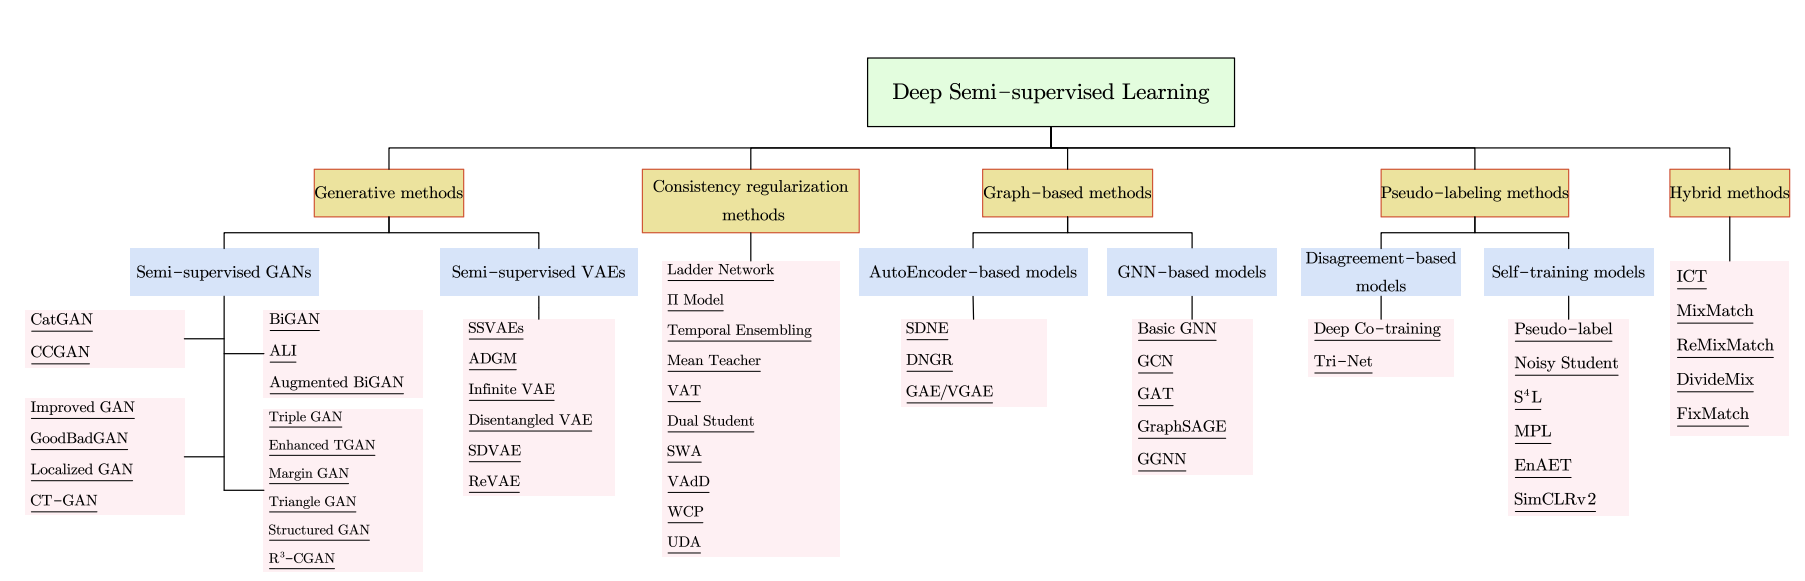 Deep Semi–supervised Learning
Generative methods
Consistency regularization
methods
Graph–based methods
Pseudo–labeling methods
Hybrid methods
Semi–supervised GANs
Semi–supervised VAEs
AutoEncoder–based models
GNN–based models
Disagreement–based
models
Self–training models
CatGAN
CCGAN
Improved GAN
GoodBadGAN
Localized GAN
CT–GAN
BiGAN
ALI
Augmented BiGAN
Triple GAN
Enhanced TGAN
Margin GAN
Triangle GAN
Structured GAN
R³–CGAN
SSVAEs
ADGM
Infinite VAE
Disentangled VAE
SDVAE
ReVAE
Ladder Network
Π Model
Temporal Ensembling
Mean Teacher
VAT
Dual Student
SWA
VAdD
WCP
UDA
SDNE
DNGR
GAE/VGAE
Basic GNN
GCN
GAT
GraphSAGE
GGNN
Deep Co–training
Tri–Net
Pseudo–label
Noisy Student
S⁴L
MPL
EnAET
SimCLRv2
ICT
MixMatch
ReMixMatch
DivideMix
FixMatch